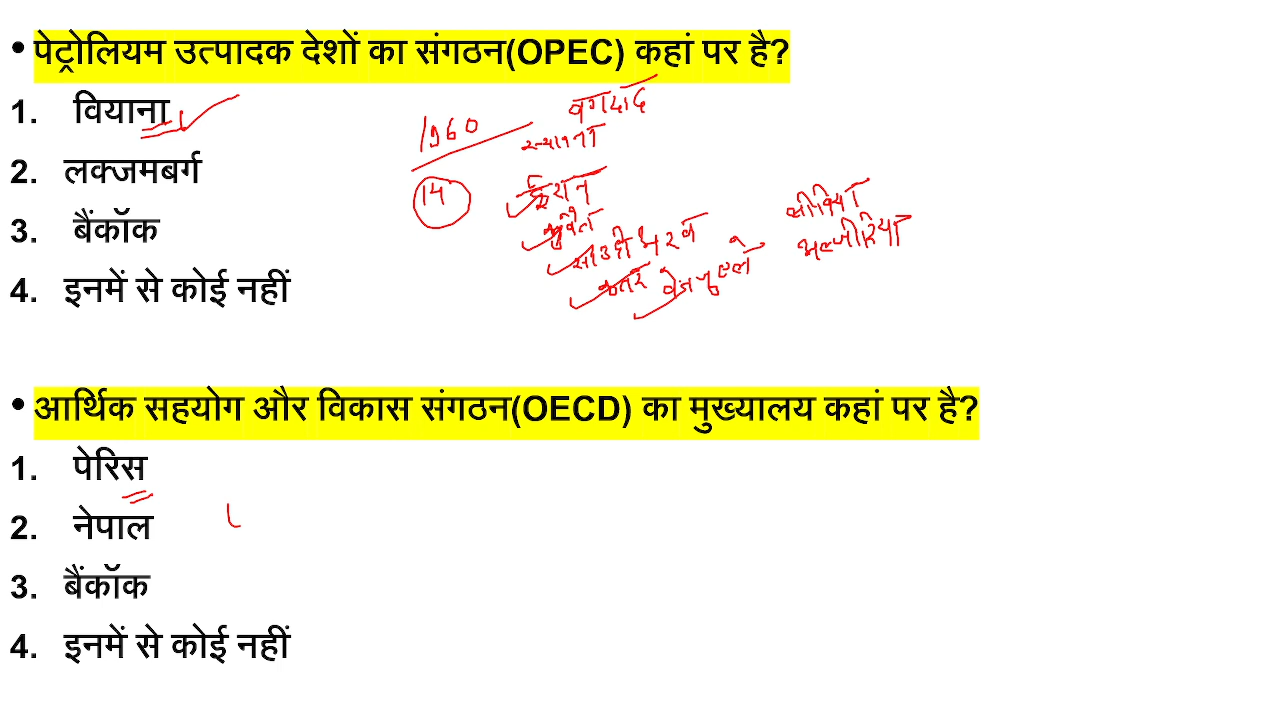 • पेट्रोलियम उत्पादक देशों का संगठन(OPEC) कहां पर है?
1. वियाना
2. लक्जमबर्ग
3. बैंकॉक
4. इनमें से कोई नहीं
1960
बगदाद
स्थापना
14
ईरान
कुवैत
साउदी अरब
कतर
वेनजुएला
लीबिया
अल्जीरिया
• आर्थिक सहयोग और विकास संगठन(OECD) का मुख्यालय कहां पर है?
1. पेरिस
2. नेपाल
3. बैंकॉक
4. इनमें से कोई नहीं